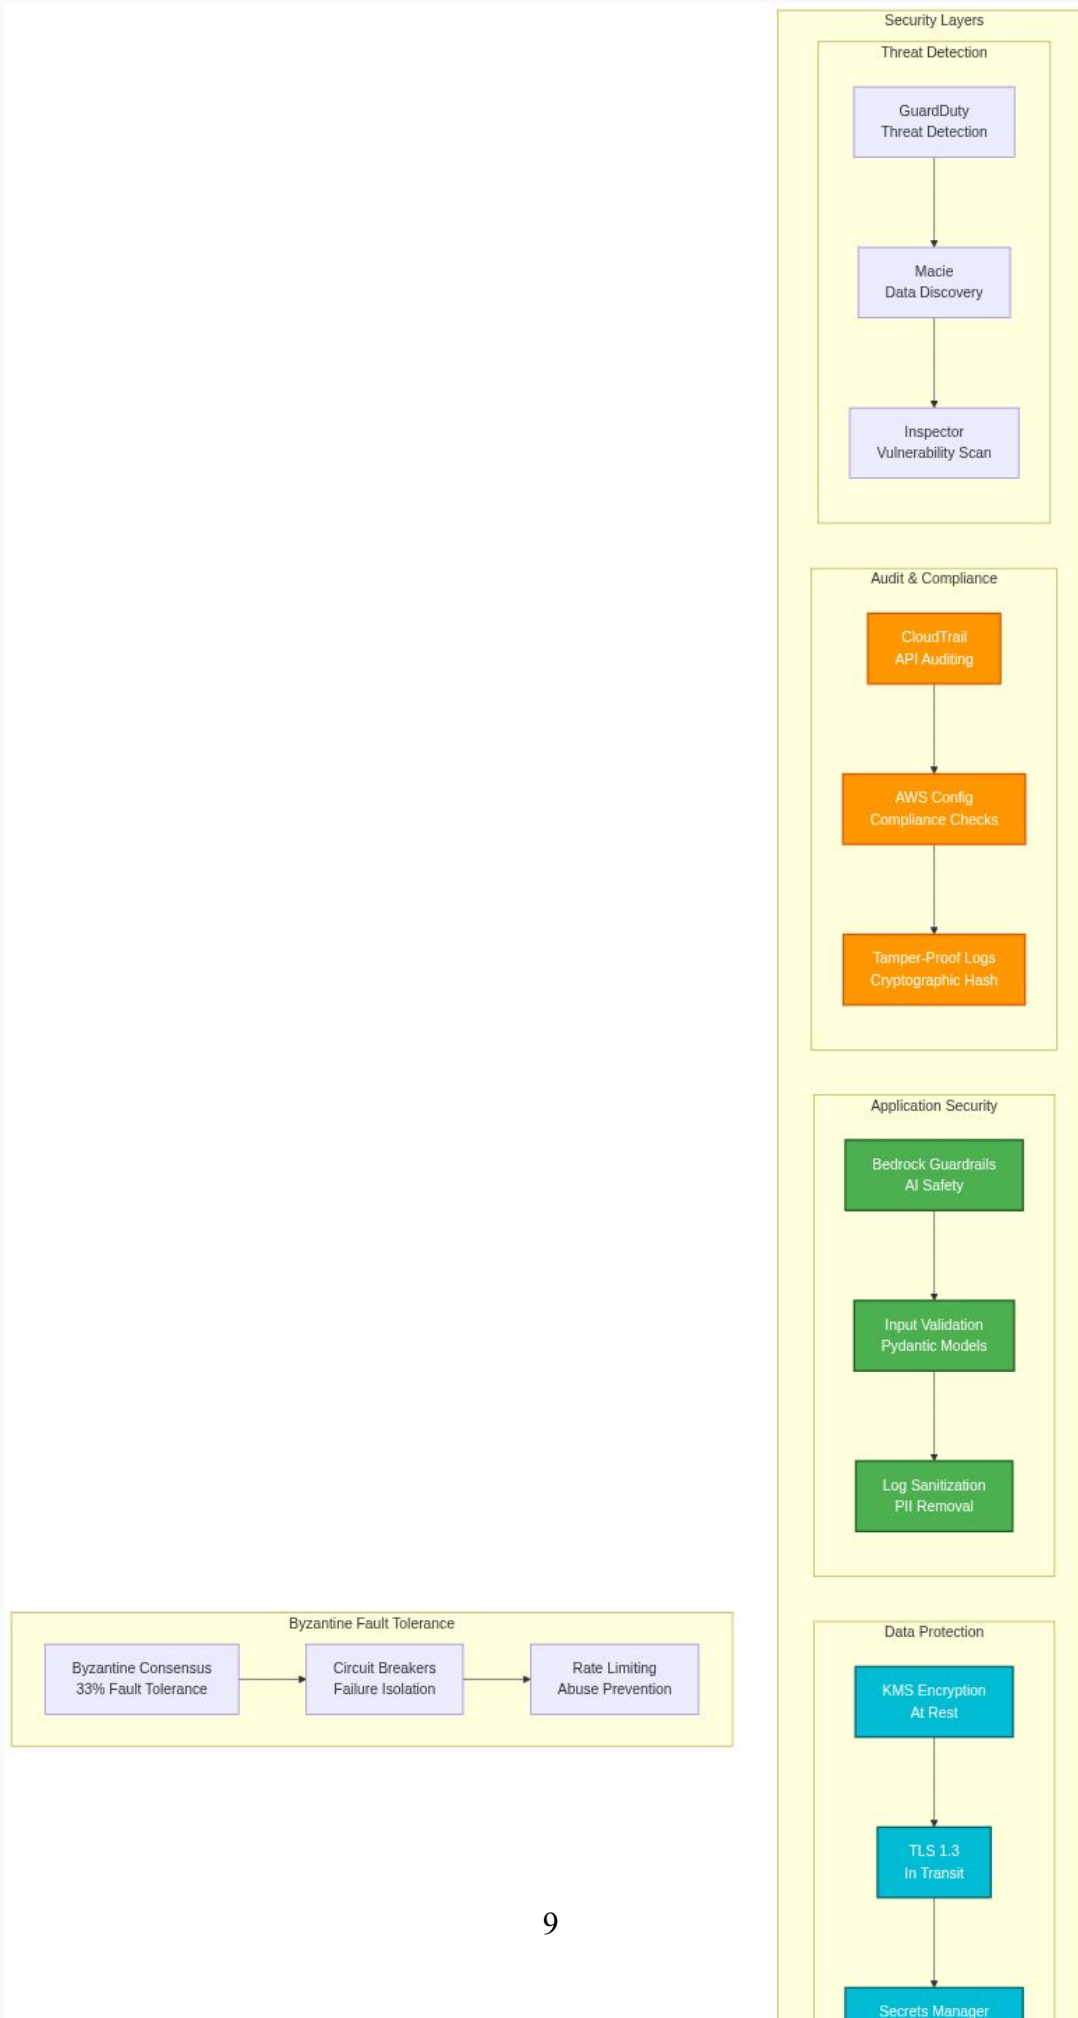 Security Layers
Threat Detection
GuardDuty
Threat Detection
Macie
Data Discovery
Inspector
Vulnerability Scan
Audit & Compliance
CloudTrail
API Auditing
AWS Config
Compliance Checks
Tamper-Proof Logs
Cryptographic Hash
Application Security
Bedrock Guardrails
AI Safety
Input Validation
Pydantic Models
Log Sanitization
PII Removal
Byzantine Fault Tolerance
Byzantine Consensus
33% Fault Tolerance
Circuit Breakers
Failure Isolation
Rate Limiting
Abuse Prevention
Data Protection
KMS Encryption
At Rest
TLS 1.3
In Transit
Secrets Manager
9